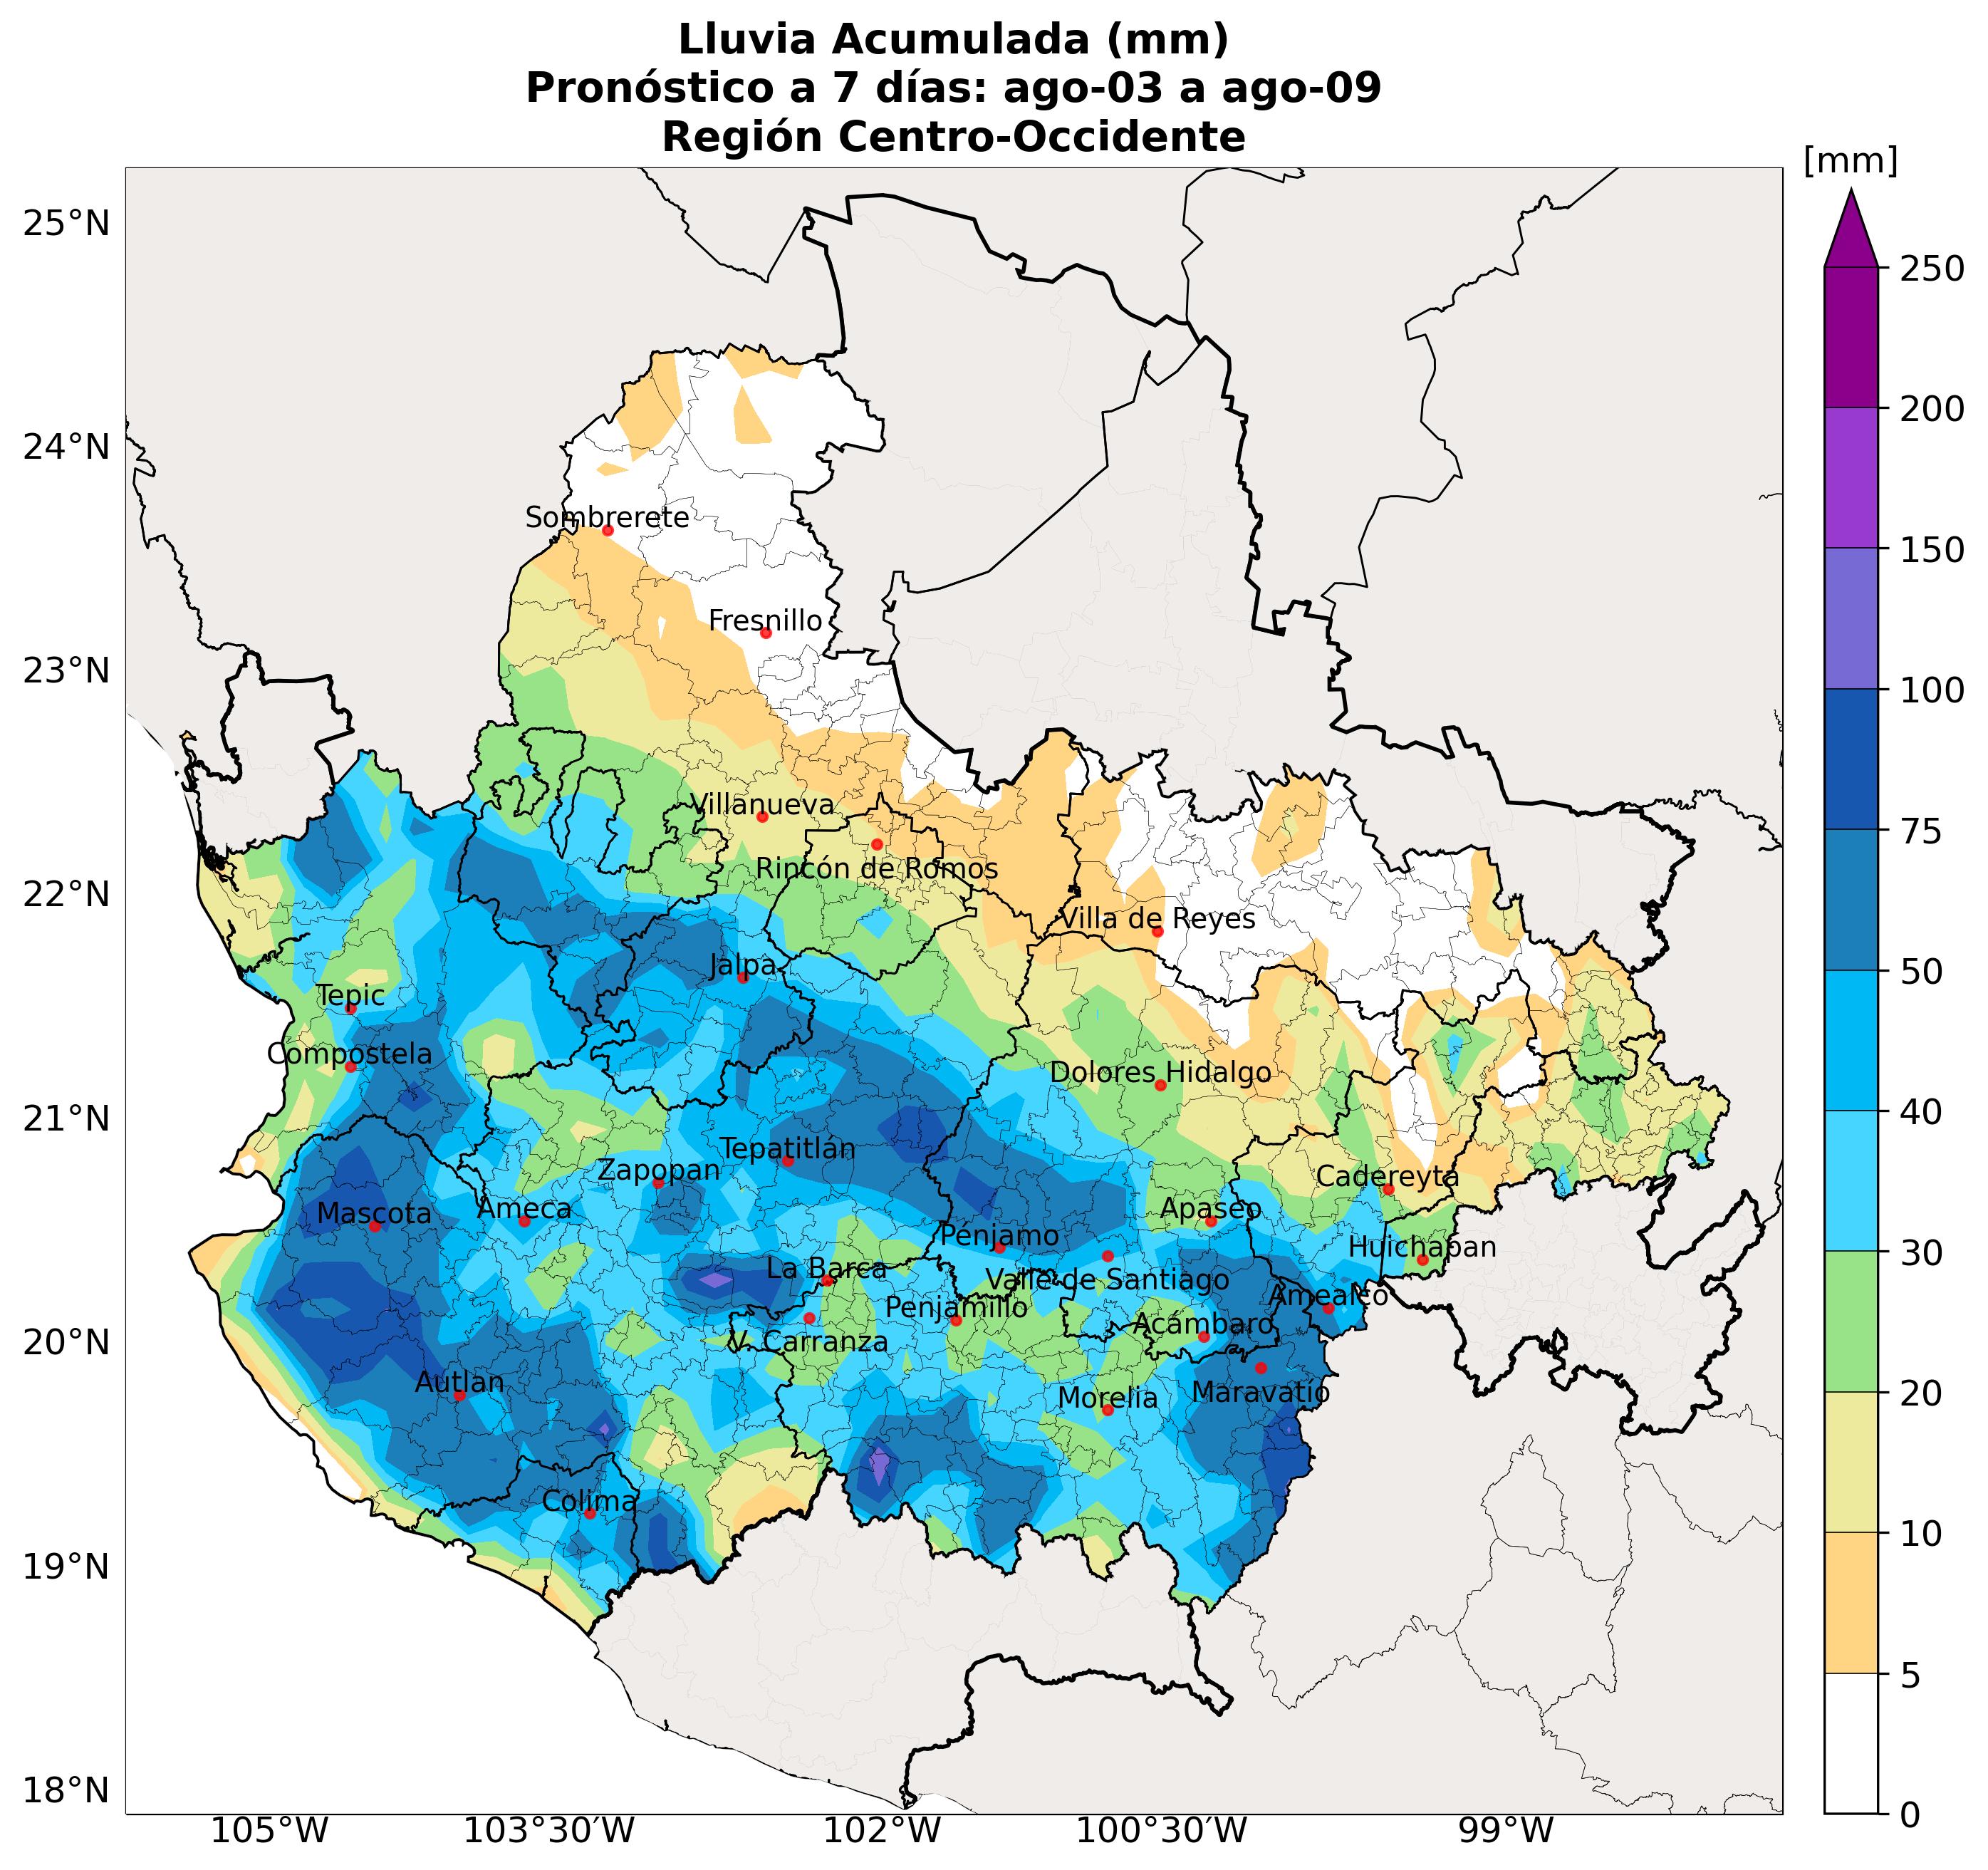 Lluvia Acumulada (mm)
Pronóstico a 7 días: ago-03 a ago-09
Región Centro-Occidente
[mm]
25°N
24°N
23°N
22°N
21°N
20°N
19°N
18°N
Sombrerete
Fresnillo
Villanueva
Rincón de Romos
Villa de Reyes
Jalpa
Tepic
Compostela
Dolores Hidalgo
Tepatitlán
Zapopan
Cadereyta
Mascota
Ameca
Apaseo
Pénjamo
Huichapan
La Barca
Valle de Santiago
Amealco
Penjamillo
Acámbaro
V. Carranza
Autlan
Morelia
Maravatío
Colima
105°W
103°30'W
102°W
100°30'W
99°W
250
200
150
100
75
50
40
30
20
10
5
0